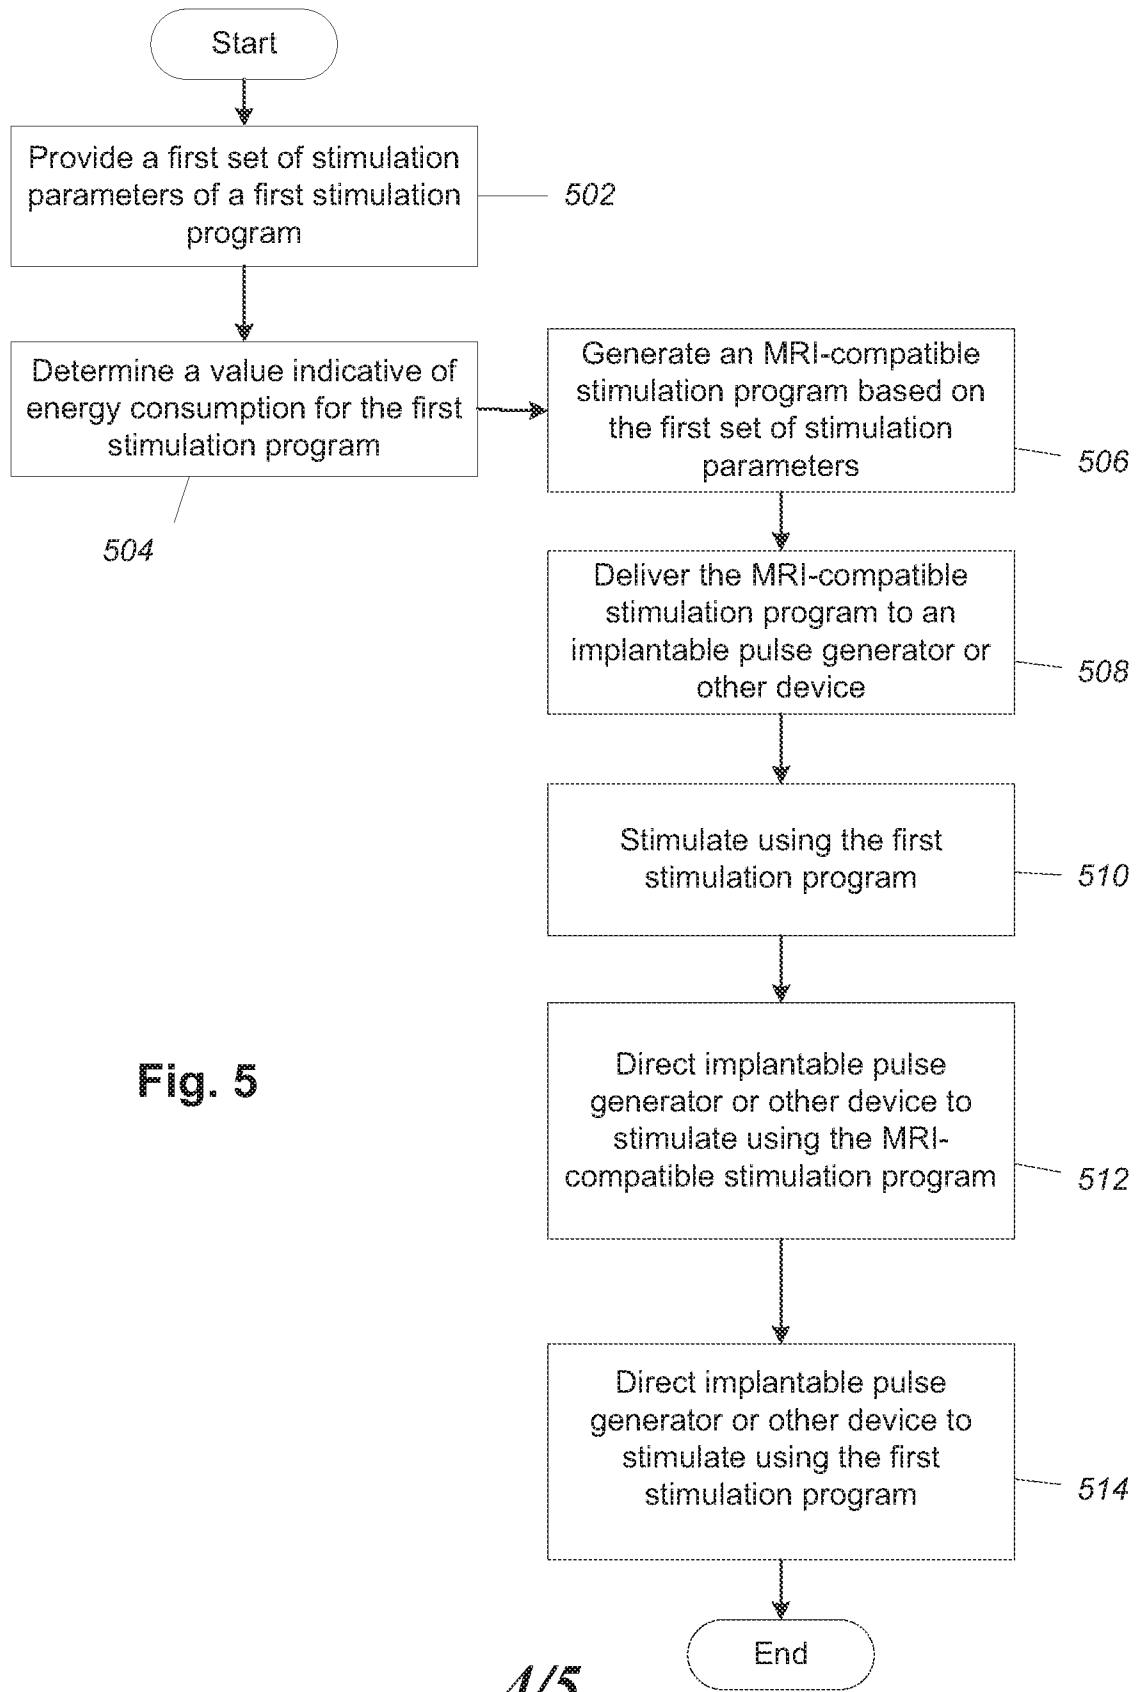 Start
Provide a first set of stimulation
parameters of a first stimulation
program
502
Determine a value indicative of
energy consumption for the first
stimulation program
504
Generate an MRI-compatible
stimulation program based on
the first set of stimulation
parameters
506
Deliver the MRI-compatible
stimulation program to an
implantable pulse generator or
other device
508
Stimulate using the first
stimulation program
510
Direct implantable pulse
generator or other device to
stimulate using the MRI-
compatible stimulation program
512
Fig. 5
Direct implantable pulse
generator or other device to
stimulate using the first
stimulation program
514
End
4/5